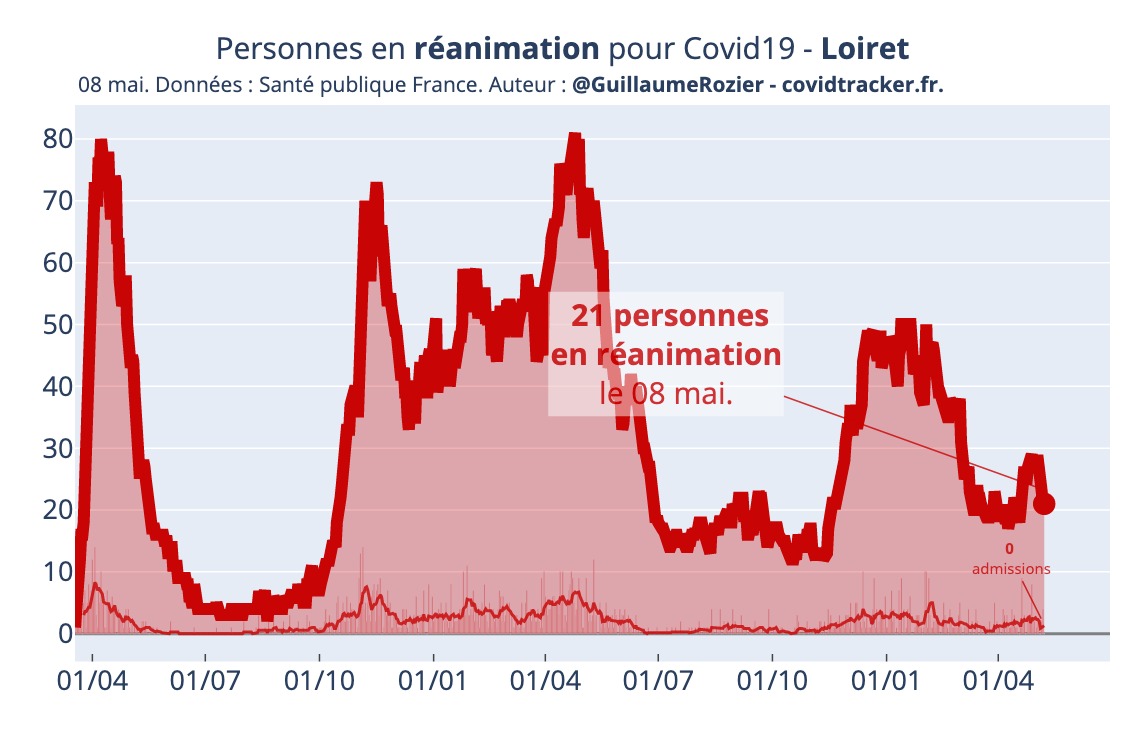 Personnes en réanimation pour Covid19 - Loiret
08 mai. Données : Santé publique France. Auteur : @GuillaumeRozier - covidtracker.fr.
80
70
60
50
40
30
20
10
0
21 personnes
en réanimation
le 08 mai.
0
admissions
01/04 01/07 01/10 01/01 01/04 01/07 01/10 01/01 01/04